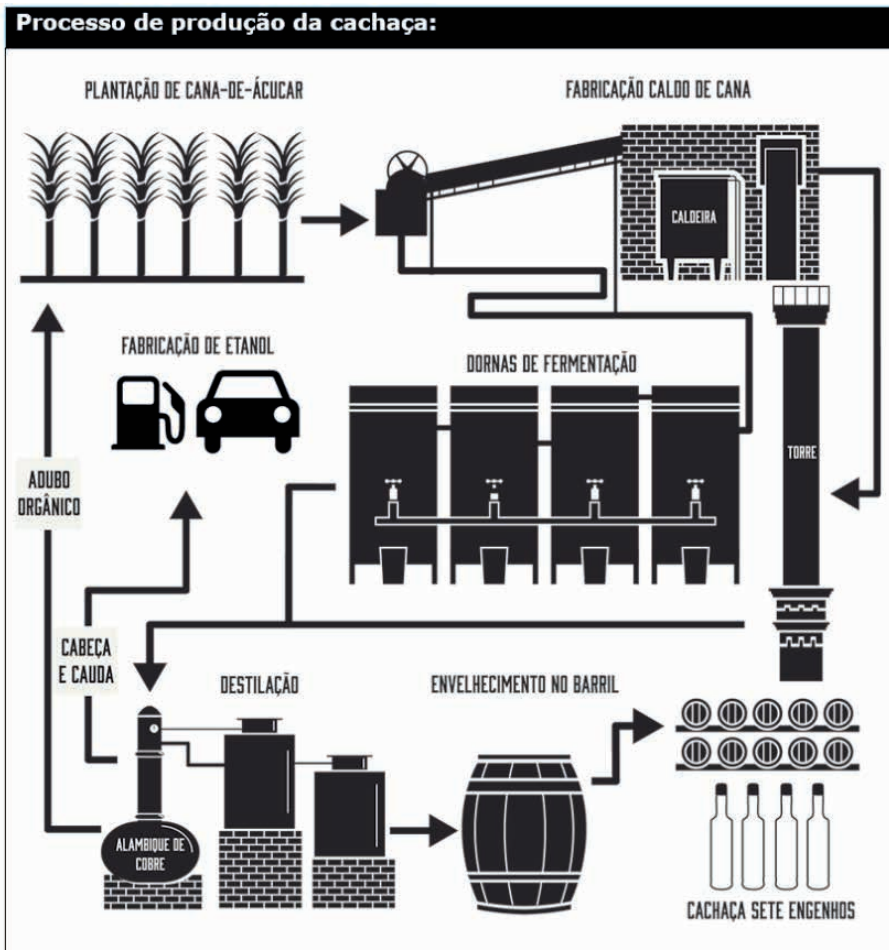 Processo de produção da cachaça:
PLANTAÇÃO DE CANA-DE-ÁCUCAR
FABRICAÇÃO CALDO DE CANA
CALDEIRA
FABRICAÇÃO DE ETANOL
DORNAS DE FERMENTAÇÃO
TORRE
ADUBO
ORGÂNICO
CABEÇA
E CAUDA
DESTILAÇÃO
ENVELHECIMENTO NO BARRIL
ALAMBIQUE DE
COBRE
CACHAÇA SETE ENGENHOS